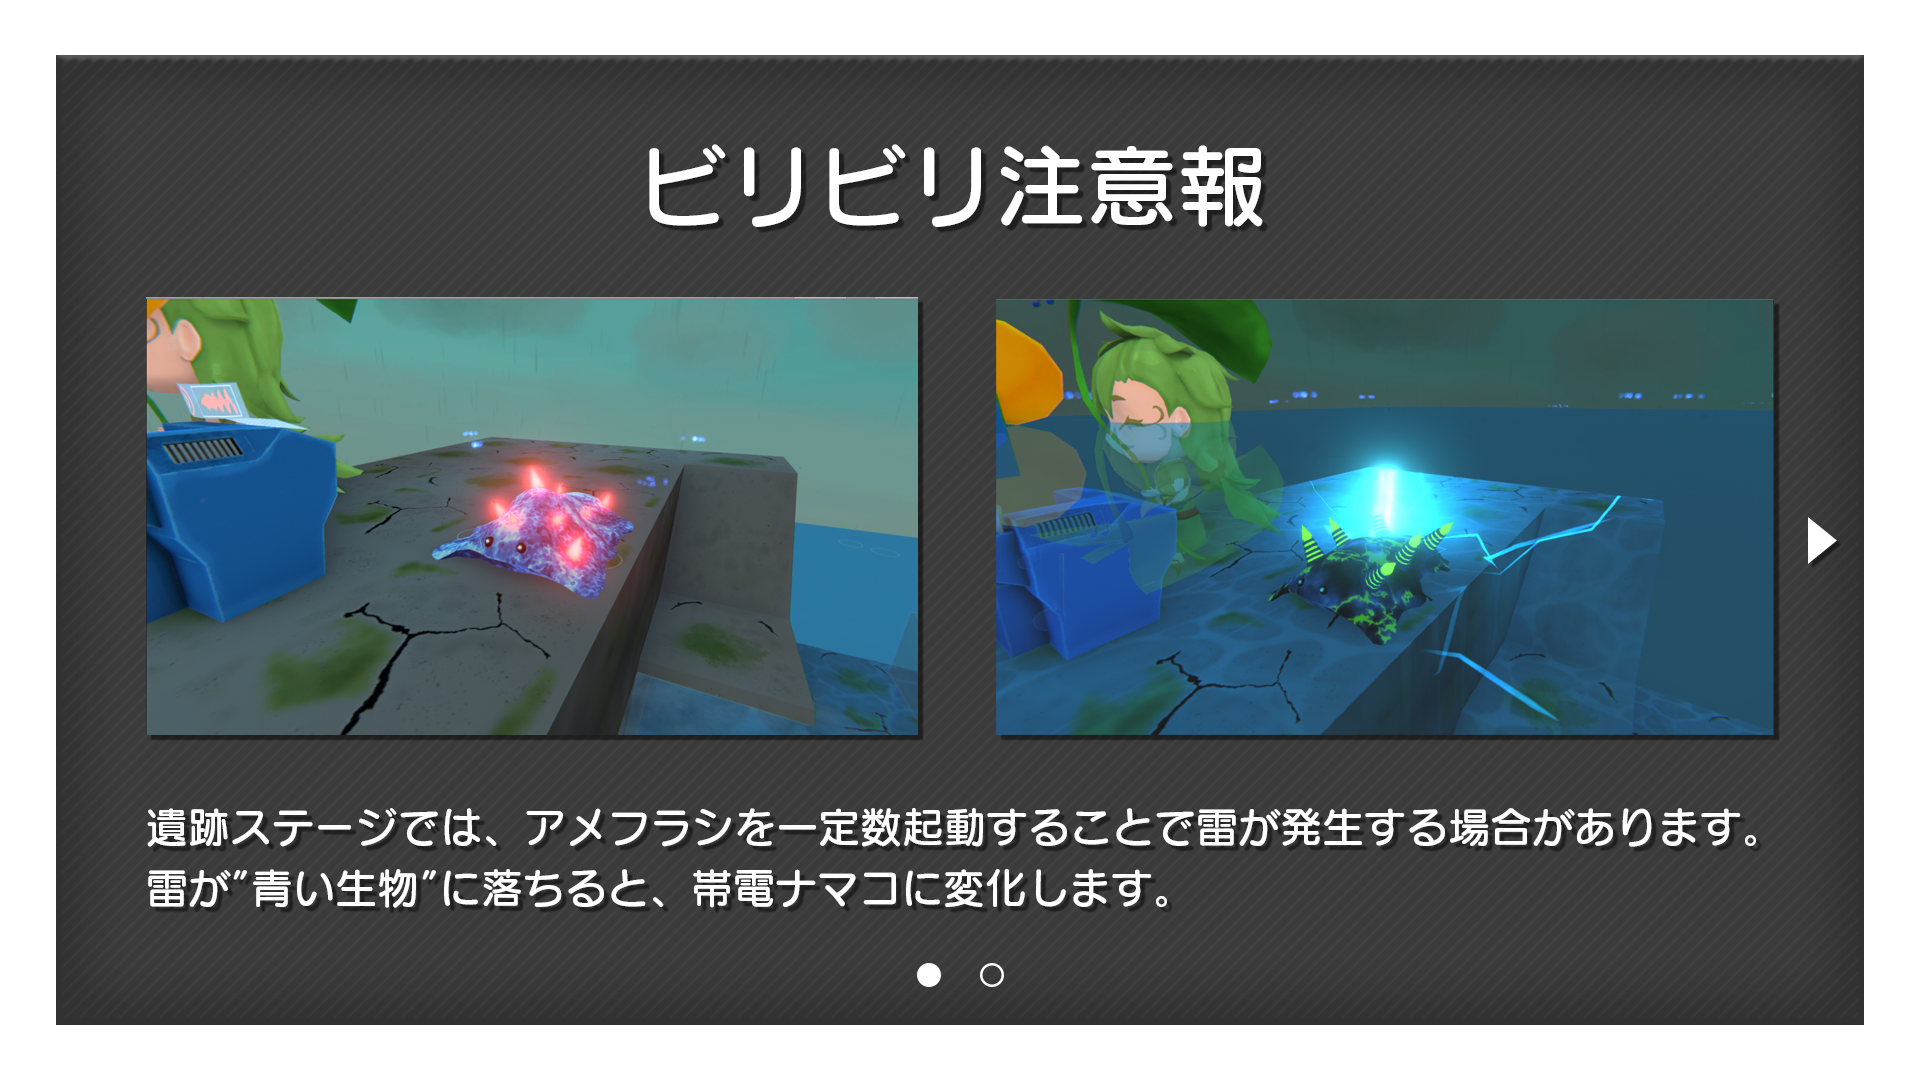 ビリビリ注意報
遺跡ステージでは、アメフラシを一定数起動することで雷が発生する場合があります。
雷が"青い生物"に落ちると、帯電ナマコに変化します。